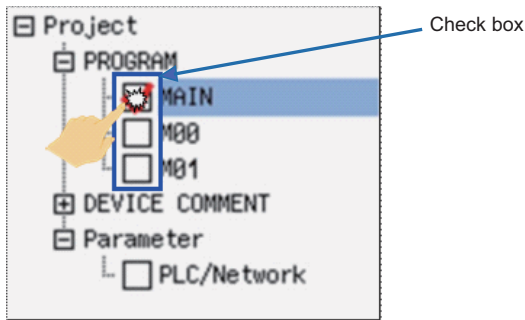 Project
Check box
PROGRAM
MAIN
M00
M01
DEVICE COMMENT
Parameter
PLC/Network